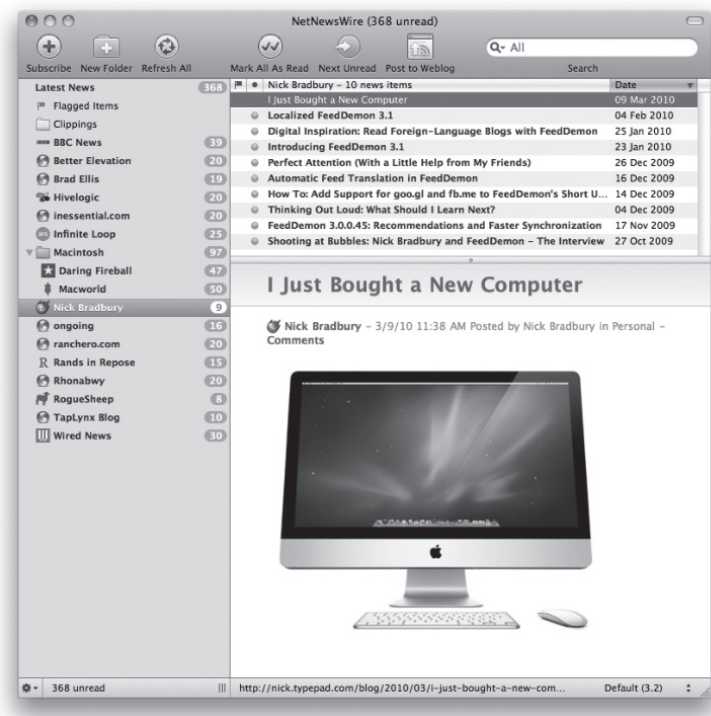 NetNewsWire (368 unread)
Subscribe New Folder Refresh All Mark All As Read Next Unread Post to Weblog Search
All
Latest News 368
Flagged Items
Clippings
BBC News 39
Better Elevation 20
Brad Ellis 19
Hivelogic 20
inessential.com 20
Infinite Loop 25
Macintosh 97
Daring Fireball 47
Macworld 50
Nick Bradbury 9
ongoing 16
ranchero.com 20
Rands in Repose 15
Rhonabwy 20
RogueSheep 8
TapLynx Blog 10
Wired News 30
Nick Bradbury – 10 news items Date
I Just Bought a New Computer 09 Mar 2010
Localized FeedDemon 3.1 04 Feb 2010
Digital Inspiration: Read Foreign-Language Blogs with FeedDemon 25 Jan 2010
Introducing FeedDemon 3.1 23 Jan 2010
Perfect Attention (With a Little Help from My Friends) 26 Dec 2009
Automatic Feed Translation in FeedDemon 16 Dec 2009
How To: Add Support for goo.gl and fb.me to FeedDemon's Short U... 14 Dec 2009
Thinking Out Loud: What Should I Learn Next? 04 Dec 2009
FeedDemon 3.0.0.45: Recommendations and Faster Synchronization 17 Nov 2009
Shooting at Bubbles: Nick Bradbury and FeedDemon – The Interview 27 Oct 2009
I Just Bought a New Computer
Nick Bradbury – 3/9/10 11:38 AM Posted by Nick Bradbury in Personal –
Comments
368 unread
http://nick.typepad.com/blog/2010/03/i-just-bought-a-new-com... Default (3.2)